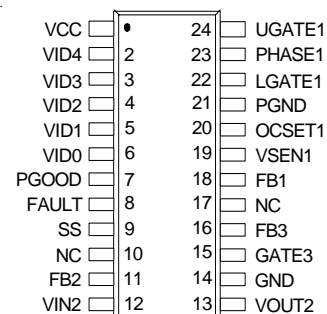 VCC 24 UGATE1
VID4 2 23 PHASE1
VID3 3 22 LGATE1
VID2 4 21 PGND
VID1 5 20 OCSET1
VID0 6 19 VSEN1
PGOOD 7 18 FB1
FAULT 8 17 NC
SS 9 16 FB3
NC 10 15 GATE3
FB2 11 14 GND
VIN2 12 13 VOUT2